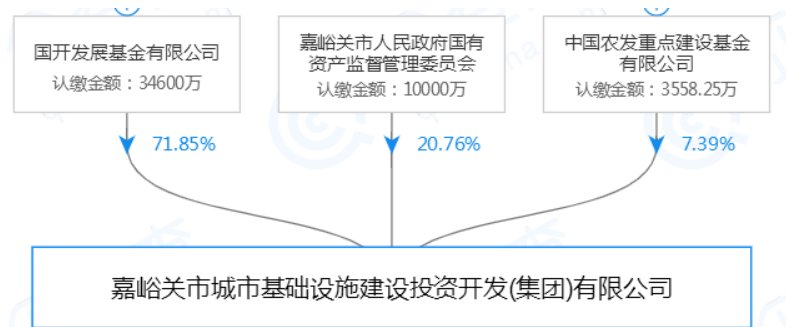 国开发展基金有限公司
认缴金额：34600万
嘉峪关市人民政府国有
资产监督管理委员会
认缴金额：10000万
中国农发重点建设基金
有限公司
认缴金额：3558.25万
71.85%
20.76%
7.39%
嘉峪关市城市基础设施建设投资开发(集团)有限公司